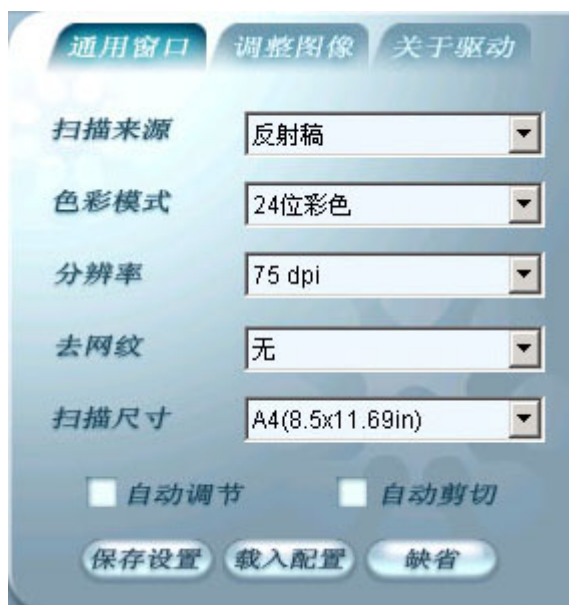 通用窗口 调整图像 关于驱动
扫描来源 反射稿
色彩模式 24位彩色
分辨率 75 dpi
去网纹 无
扫描尺寸 A4(8.5x11.69in)
自动调节 自动剪切
保存设置 载入配置 缺省